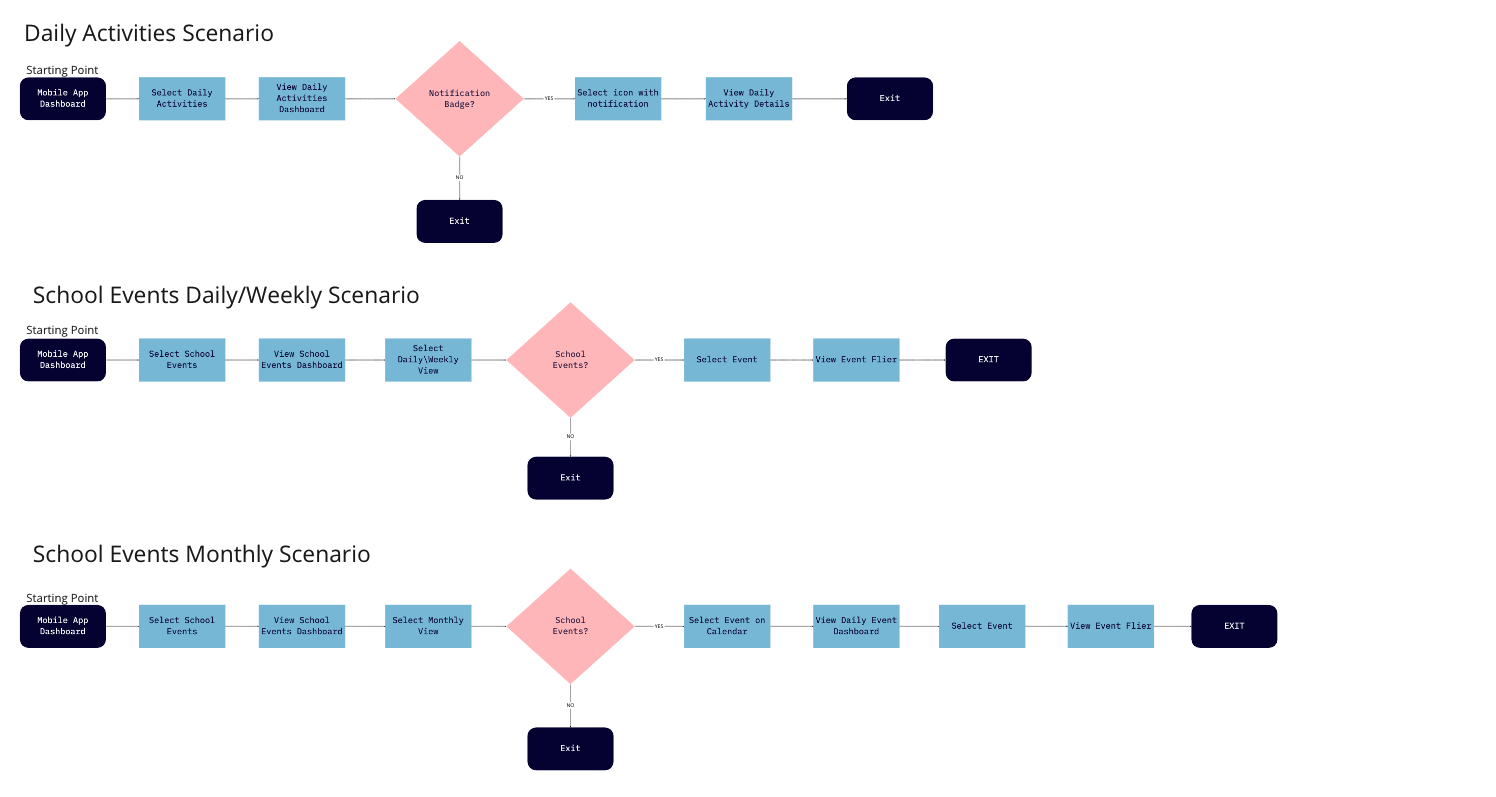 Daily Activities Scenario
Starting Point
Mobile App
Dashboard
Select Daily
Activities
View Daily
Activities
Dashboard
Notification
Badge?
YES
Select icon with
notification
View Daily
Activity Details
Exit
NO
Exit
School Events Daily/Weekly Scenario
Starting Point
Mobile App
Dashboard
Select School
Events
View School
Events Dashboard
Select
Daily\Weekly
View
School
Events?
YES
Select Event
View Event Flier
EXIT
NO
Exit
School Events Monthly Scenario
Starting Point
Mobile App
Dashboard
Select School
Events
View School
Events Dashboard
Select Monthly
View
School
Events?
YES
Select Event on
Calendar
View Daily Event
Dashboard
Select Event
View Event Flier
EXIT
NO
Exit